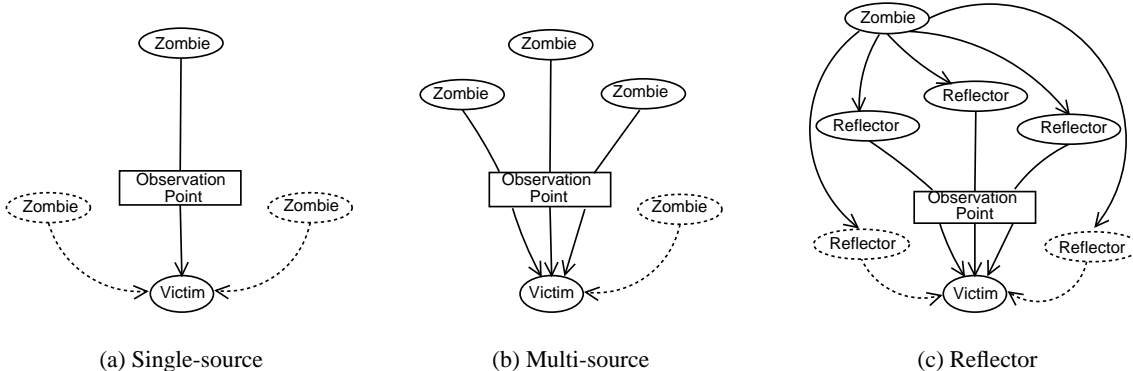 Zombie
Observation
Point
Zombie
Zombie
Victim
(a) Single-source
Zombie
Zombie
Zombie
Observation
Point
Zombie
Victim
(b) Multi-source
Zombie
Reflector
Reflector
Reflector
Observation
Point
Reflector
Reflector
Victim
(c) Reflector